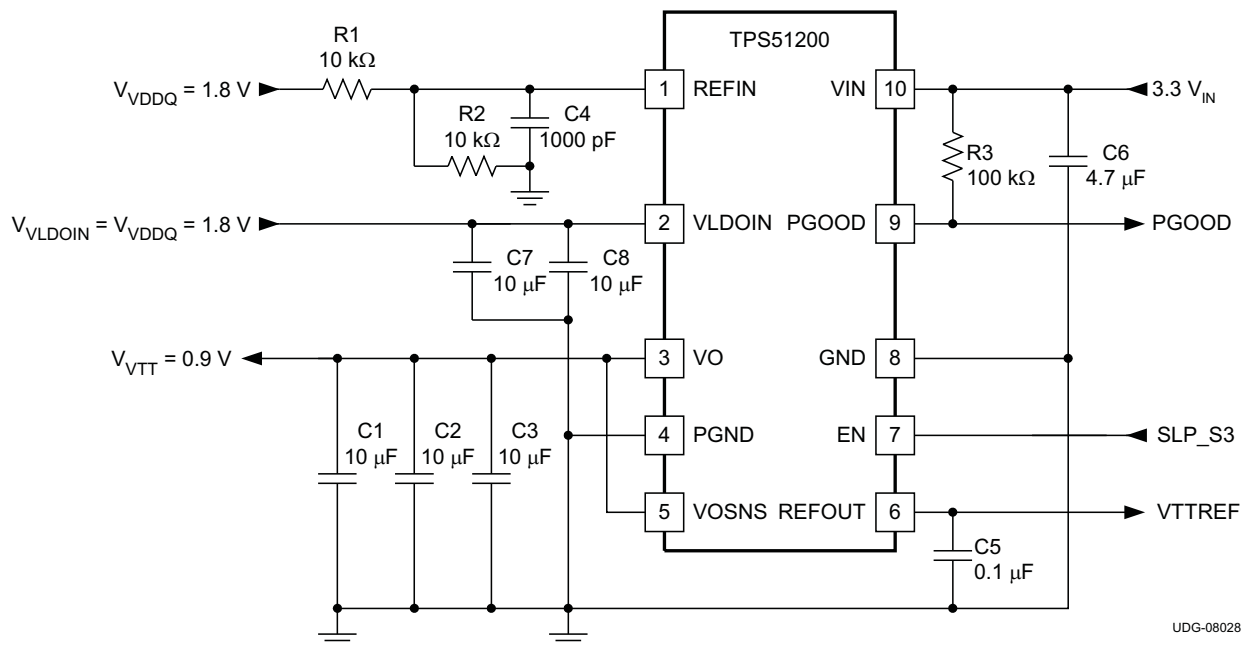 TPS51200
R1
10 kΩ
V_VDDQ = 1.8 V
1 REFIN
VIN 10
3.3 V_IN
R2
10 kΩ
C4
1000 pF
R3
100 kΩ
C6
4.7 µF
V_VLDOIN = V_VDDQ = 1.8 V
2 VLDOIN
PGOOD 9
PGOOD
C7
10 µF
C8
10 µF
V_VTT = 0.9 V
3 VO
GND 8
C1
10 µF
C2
10 µF
C3
10 µF
4 PGND
EN 7
SLP_S3
5 VOSNS
REFOUT 6
VTTREF
C5
0.1 µF
UDG-08028